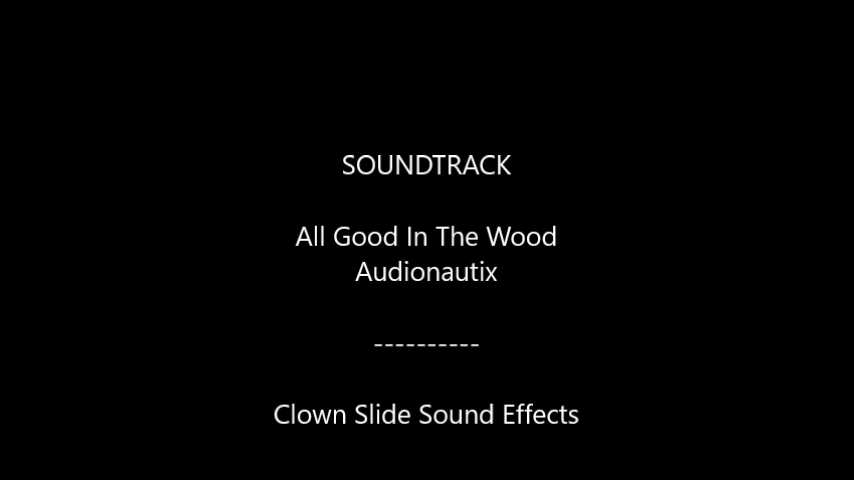 SOUNDTRACK
All Good In The Wood
Audionautix
----------
Clown Slide Sound Effects